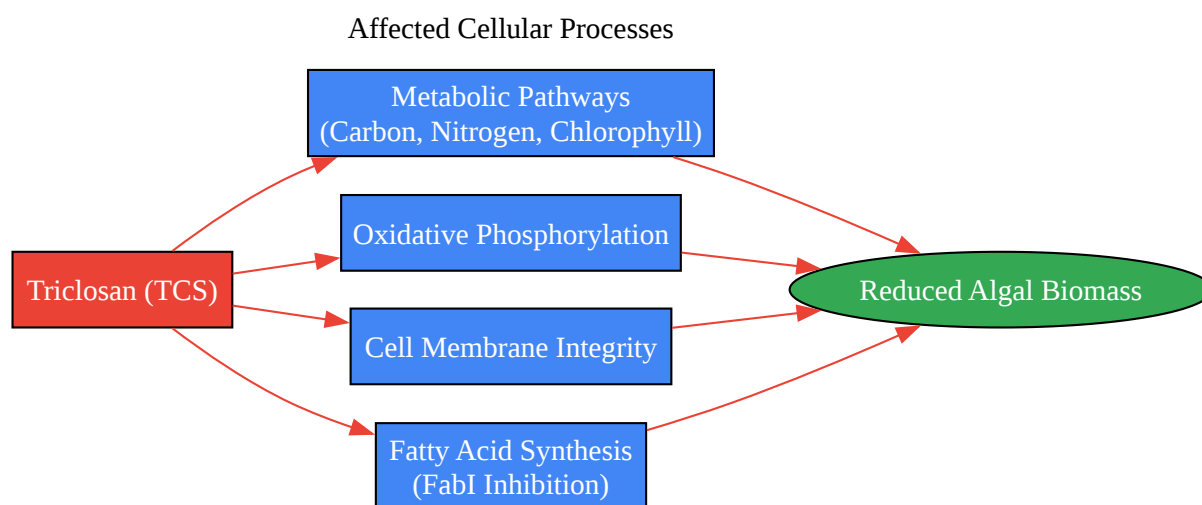 Affected Cellular Processes
Metabolic Pathways
(Carbon, Nitrogen, Chlorophyll)
Oxidative Phosphorylation
Triclosan (TCS)
Reduced Algal Biomass
Cell Membrane Integrity
Fatty Acid Synthesis
(FabI Inhibition)